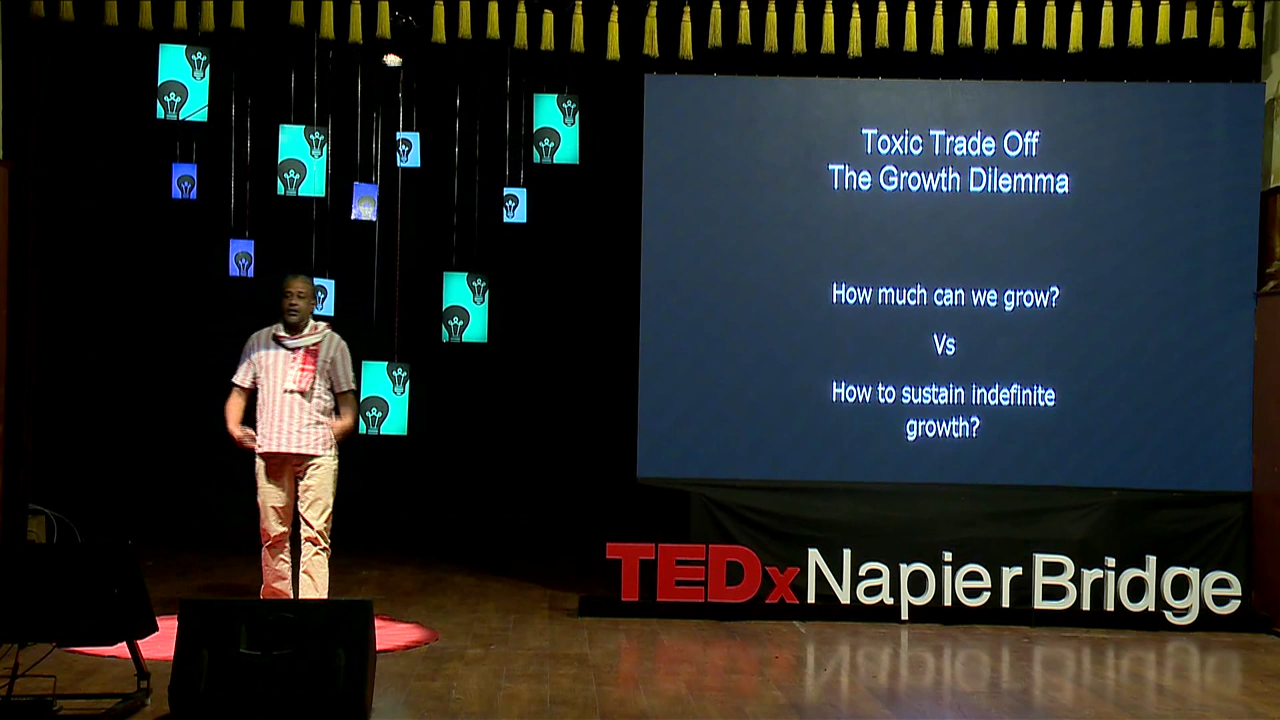 Toxic Trade Off
The Growth Dilemma
How much can we grow?
Vs
How to sustain indefinite
growth?
TEDxNapierBridge